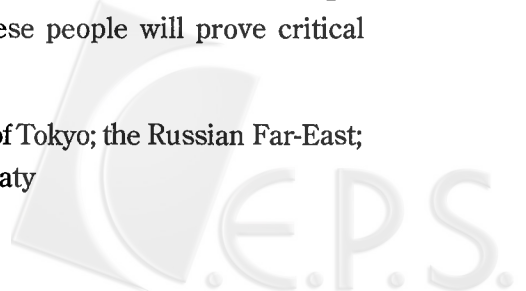 ese people will prove critical
of Tokyo; the Russian Far-East;
aty
C.E.P.S.